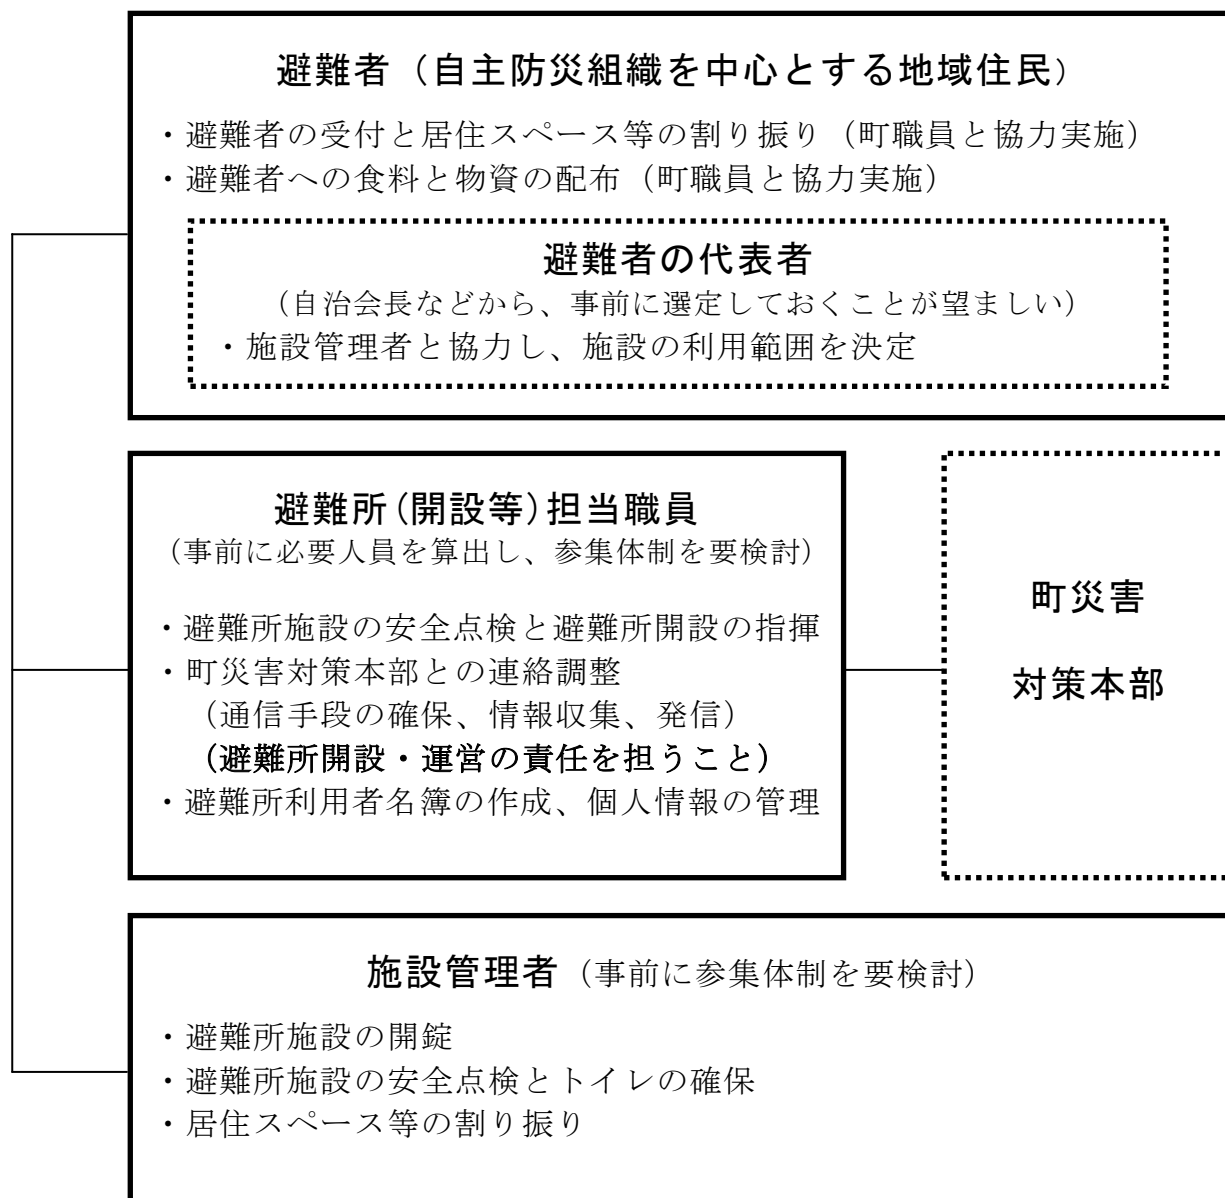 避難者（自主防災組織を中心とする地域住民）
・避難者の受付と居住スペース等の割り振り（町職員と協力実施）
・避難者への食料と物資の配布（町職員と協力実施）
避難者の代表者
（自治会長などから、事前に選定しておくことが望ましい）
・施設管理者と協力し、施設の利用範囲を決定
避難所(開設等)担当職員
（事前に必要人員を算出し、参集体制を要検討）
・避難所施設の安全点検と避難所開設の指揮
・町災害対策本部との連絡調整
（通信手段の確保、情報収集、発信）
（避難所開設・運営の責任を担うこと）
・避難所利用者名簿の作成、個人情報の管理
町災害
対策本部
施設管理者（事前に参集体制を要検討）
・避難所施設の開錠
・避難所施設の安全点検とトイレの確保
・居住スペース等の割り振り